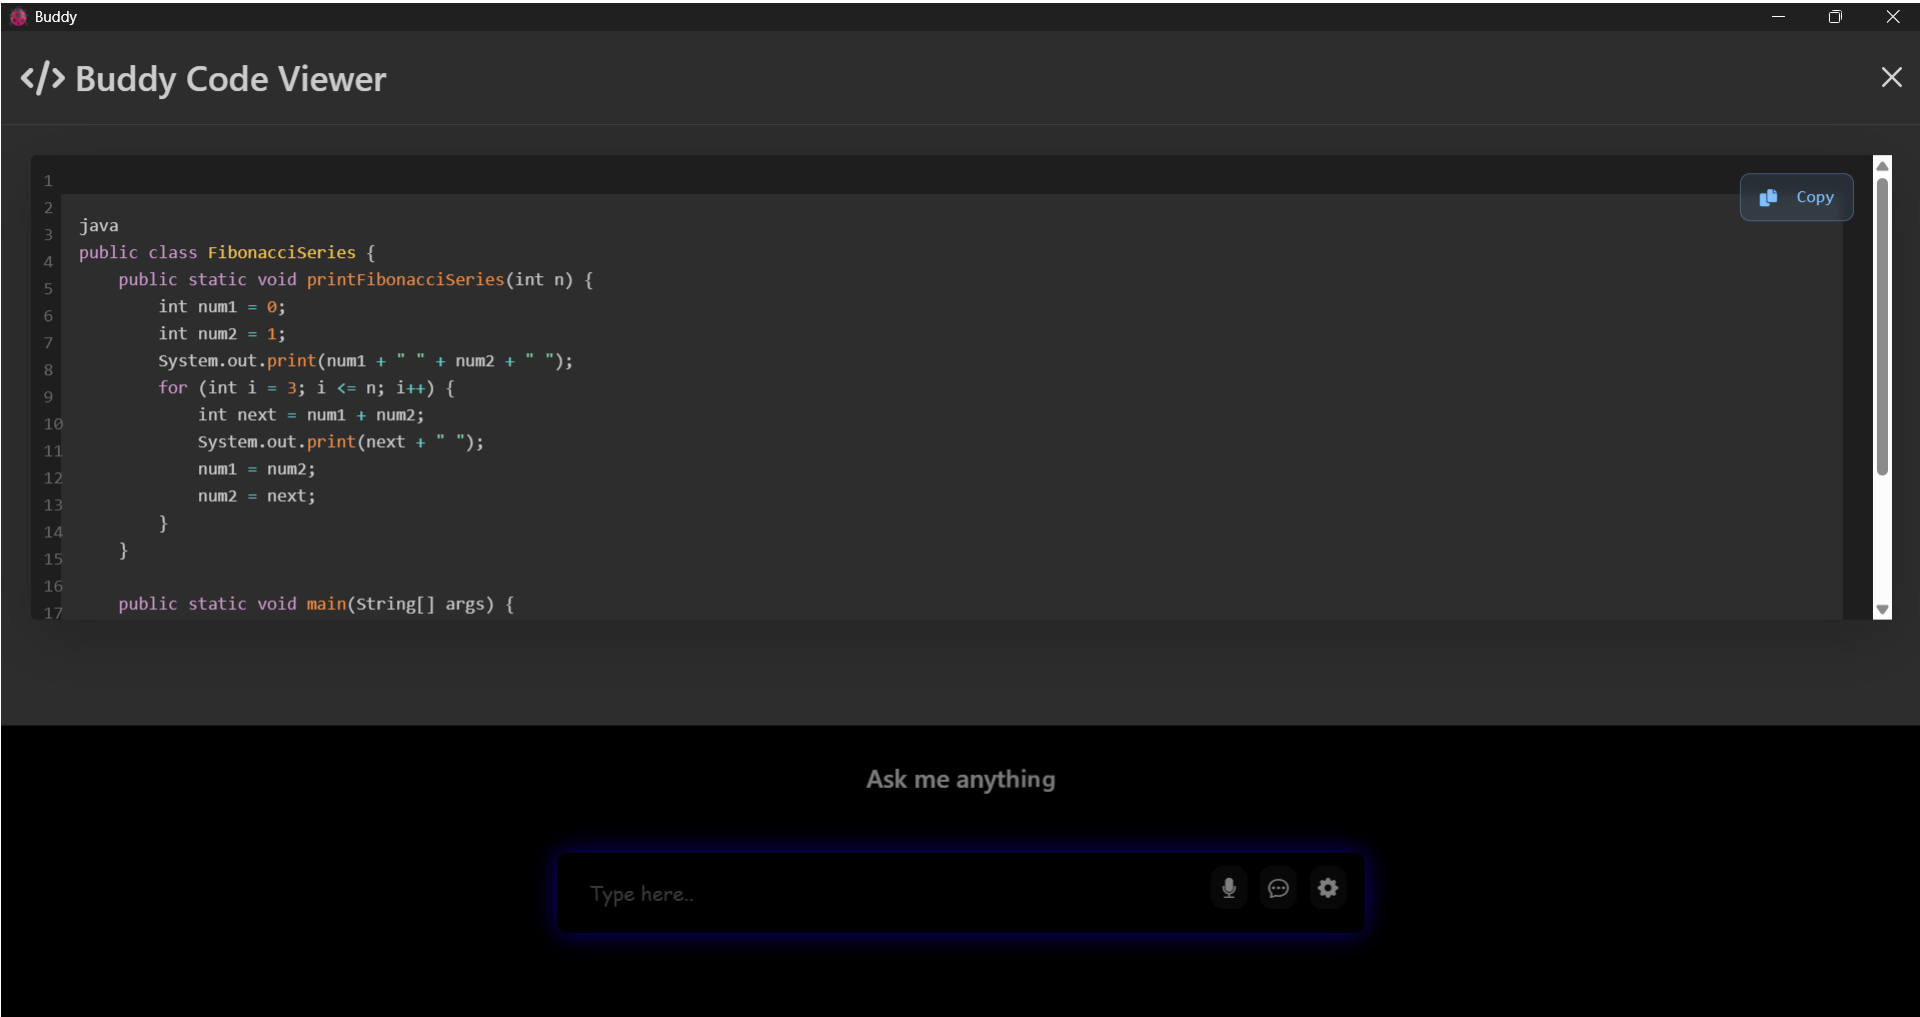 Buddy
</> Buddy Code Viewer
Copy
1
2
3
4
5
6
7
8
9
10
11
12
13
14
15
16
17
java
public class FibonacciSeries {
    public static void printFibonacciSeries(int n) {
        int num1 = 0;
        int num2 = 1;
        System.out.print(num1 + " " + num2 + " ");
        for (int i = 3; i <= n; i++) {
            int next = num1 + num2;
            System.out.print(next + " ");
            num1 = num2;
            num2 = next;
        }
    }
    public static void main(String[] args) {
Ask me anything
Type here..